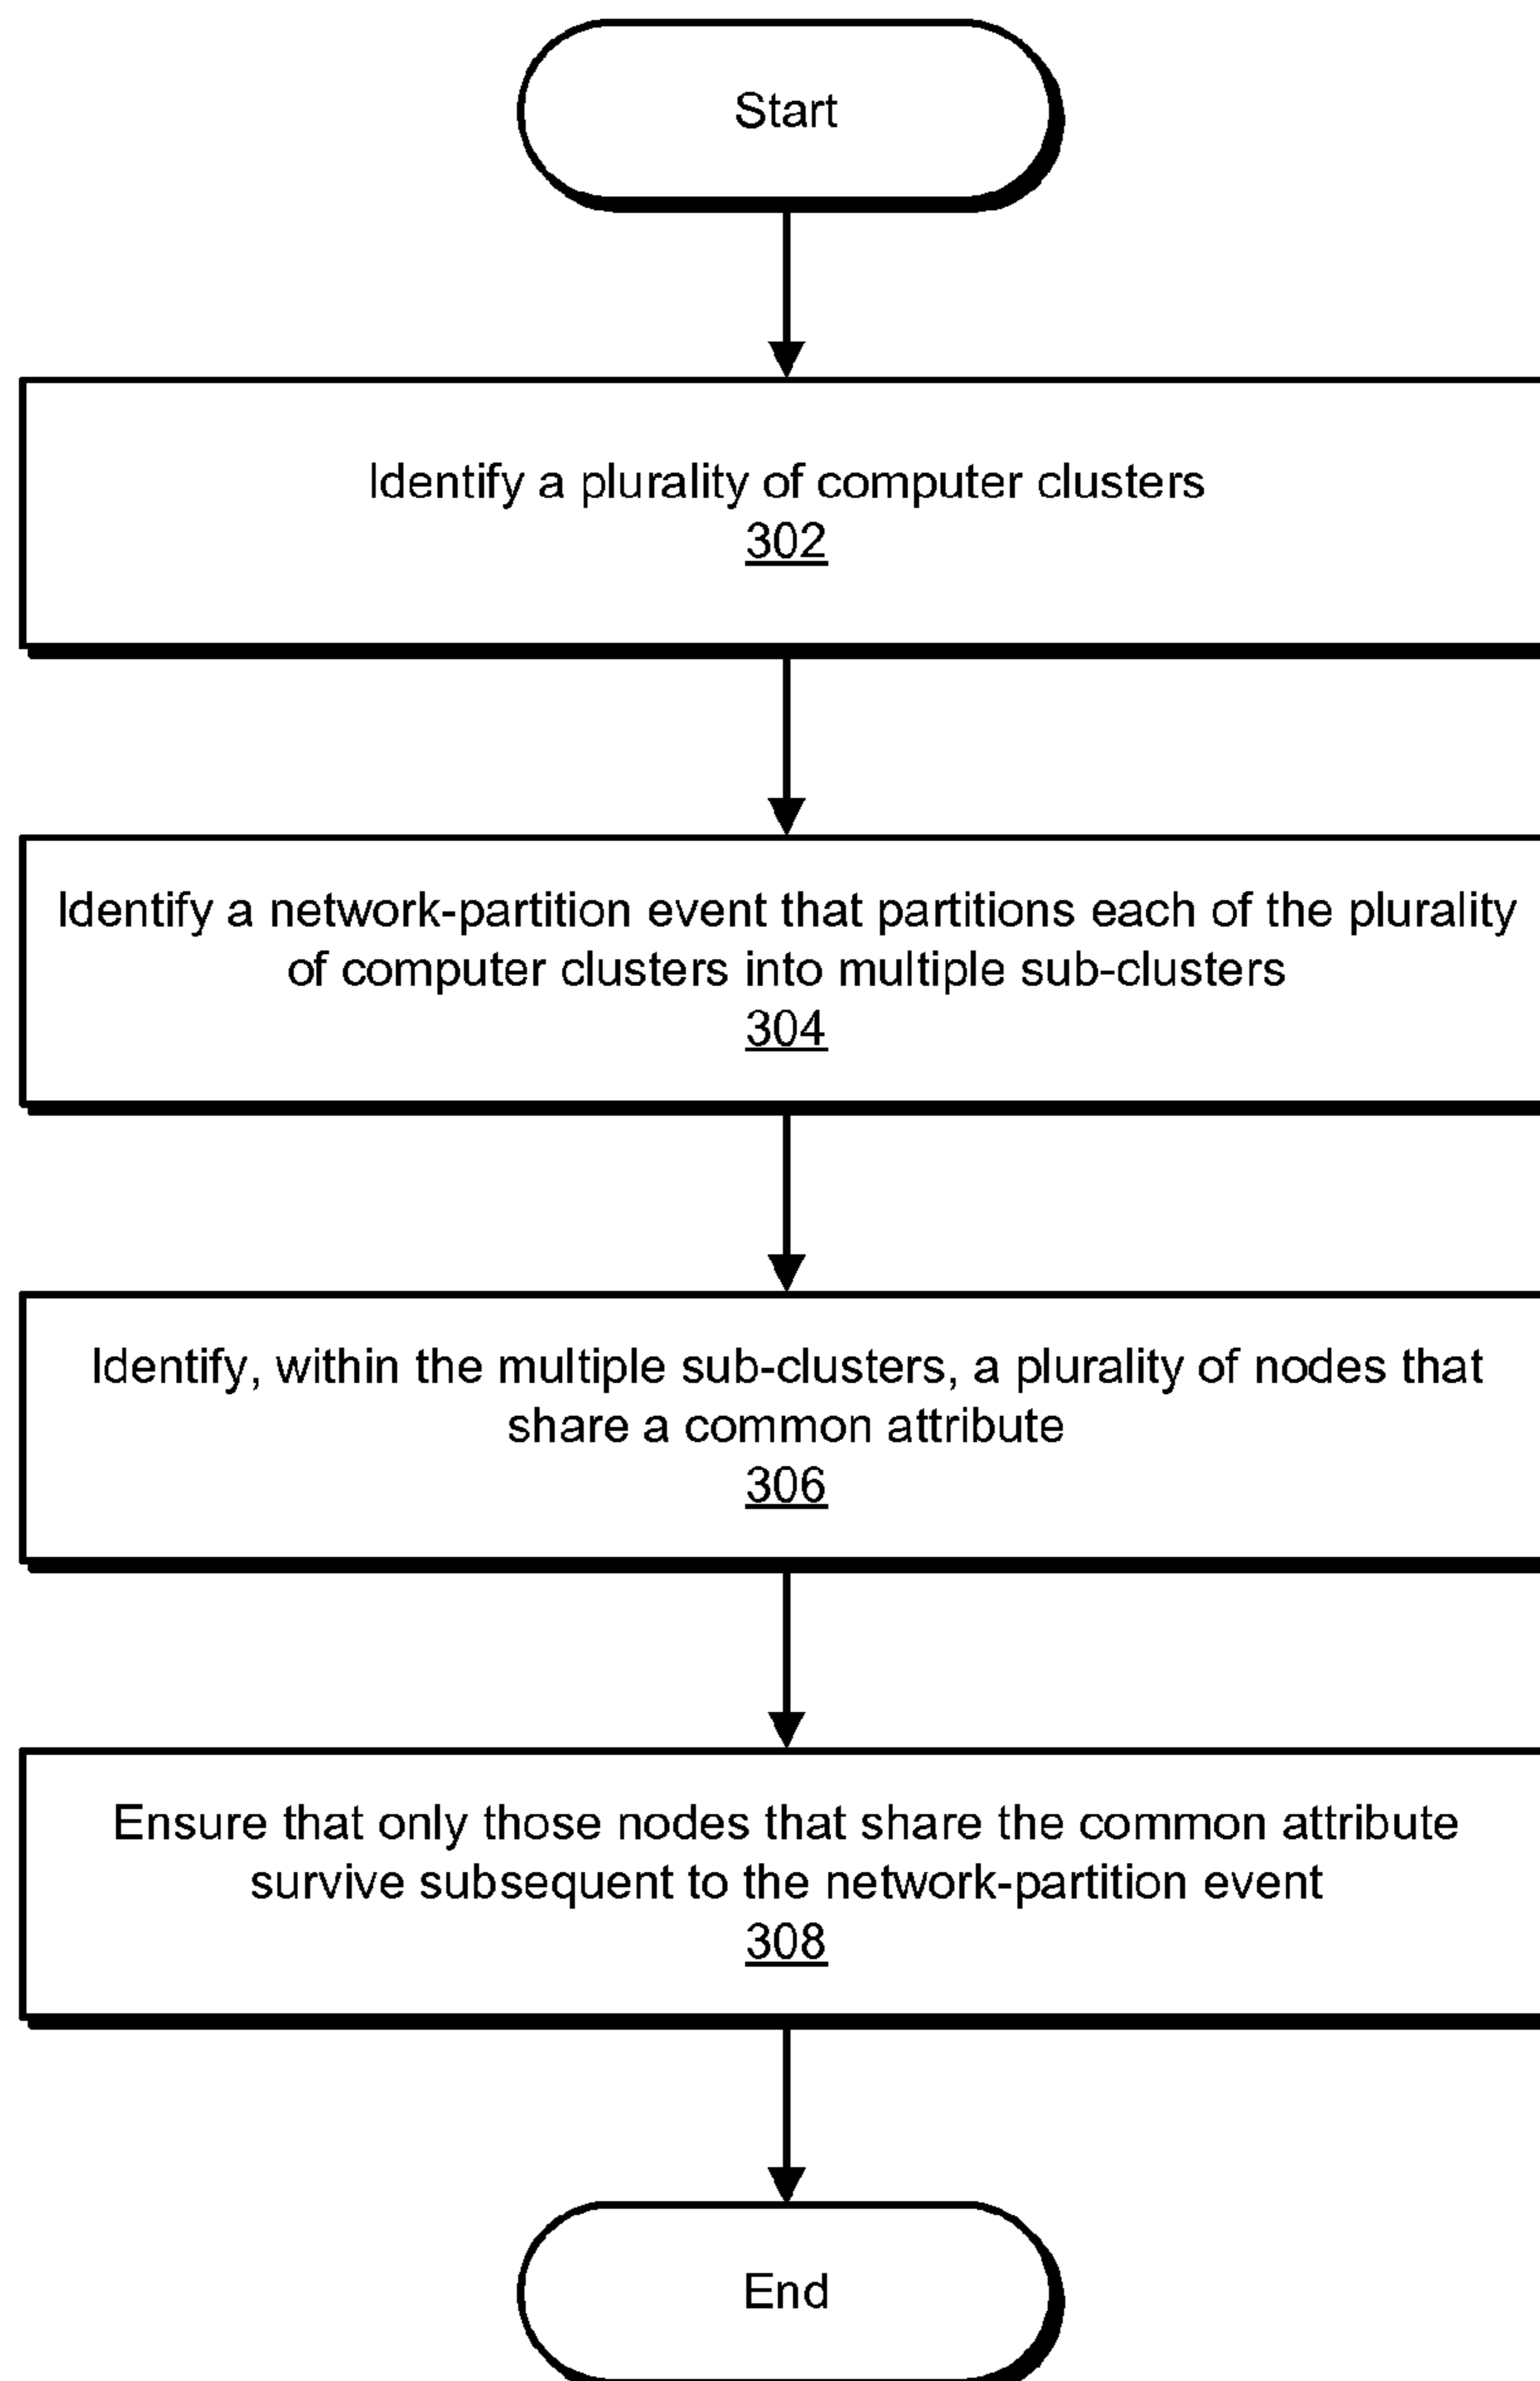 Start
Identify a plurality of computer clusters
302
Identify a network-partition event that partitions each of the plurality
of computer clusters into multiple sub-clusters
304
Identify, within the multiple sub-clusters, a plurality of nodes that
share a common attribute
306
Ensure that only those nodes that share the common attribute
survive subsequent to the network-partition event
308
End